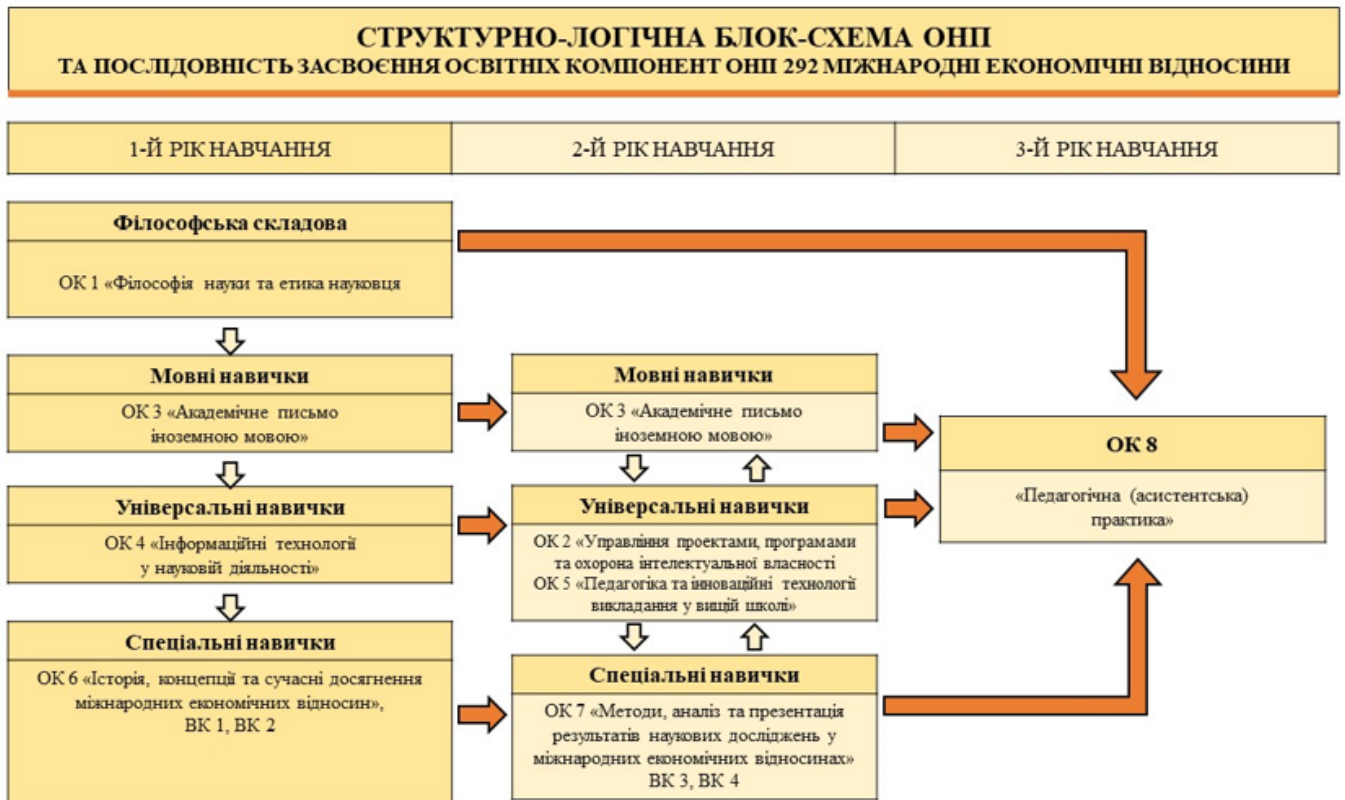 СТРУКТУРНО-ЛОГІЧНА БЛОК-СХЕМА ОНП
ТА ПОСЛІДОВНІСТЬ ЗАСВОЄННЯ ОСВІТНІХ КОМПОНЕНТ ОНП 292 МІЖНАРОДНІ ЕКОНОМІЧНІ ВІДНОСИНИ
1-Й РІК НАВЧАННЯ
2-Й РІК НАВЧАННЯ
3-Й РІК НАВЧАННЯ
Філософська складова
ОК 1 «Філософія науки та етика науковця
Мовні навички
ОК 3 «Академічне письмо
іноземною мовою»
Універсальні навички
ОК 4 «Інформаційні технології
у науковій діяльності»
Спеціальні навички
ОК 6 «Історія, концепції та сучасні досягнення
міжнародних економічних відносин»,
ВК 1, ВК 2
Мовні навички
ОК 3 «Академічне письмо
іноземною мовою»
Універсальні навички
ОК 2 «Управління проектами, програмами
та охорона інтелектуальної власності
ОК 5 «Педагогіка та інноваційні технології
викладання у вищій школі»
Спеціальні навички
ОК 7 «Методи, аналіз та презентація
результатів наукових досліджень у
міжнародних економічних відносинах»
ВК 3, ВК 4
ОК 8
«Педагогічна (асистентська)
практика»